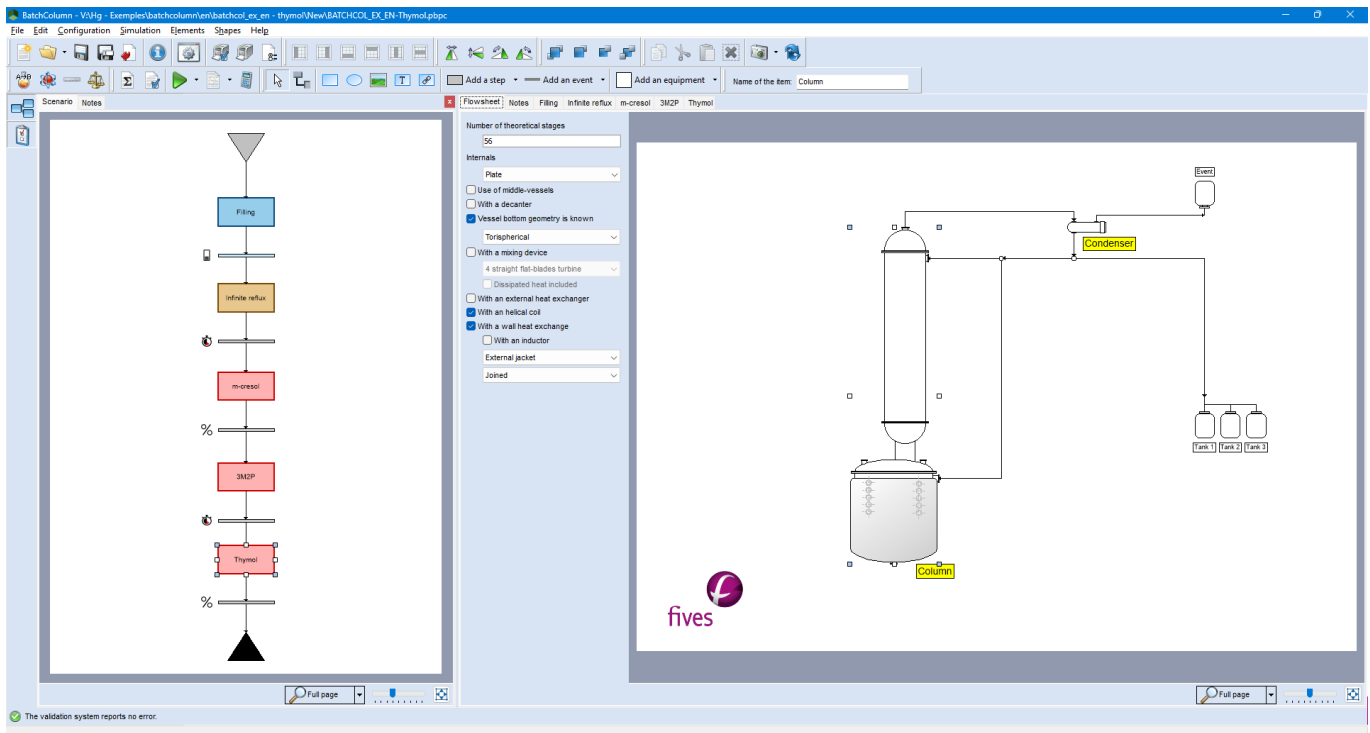 BatchColumn - V:\Hg - Exemples\batchcolumn\en\batchcol_ex_en - thymol\New\BATCHCOL_EX_EN-Thymol.pbpc
File Edit Configuration Simulation Elements Shapes Help
Add a step Add an event Add an equipment Name of the item: Column
Scenario Notes
Filling
Infinite reflux
m-cresol
%
3M2P
Thymol
%
Full page
Flowsheet Notes Filling Infinite reflux m-cresol 3M2P Thymol
Number of theoretical stages
56
Internals
Plate
Use of middle-vessels
With a decanter
Vessel bottom geometry is known
Torispherical
With a mixing device
4 straight flat-blades turbine
Dissipated heat included
With an external heat exchanger
With an helical coil
With a wall heat exchange
With an inductor
External jacket
Joined
Event
Condenser
Tank 1 Tank 2 Tank 3
Column
fives
Full page
The validation system reports no error.